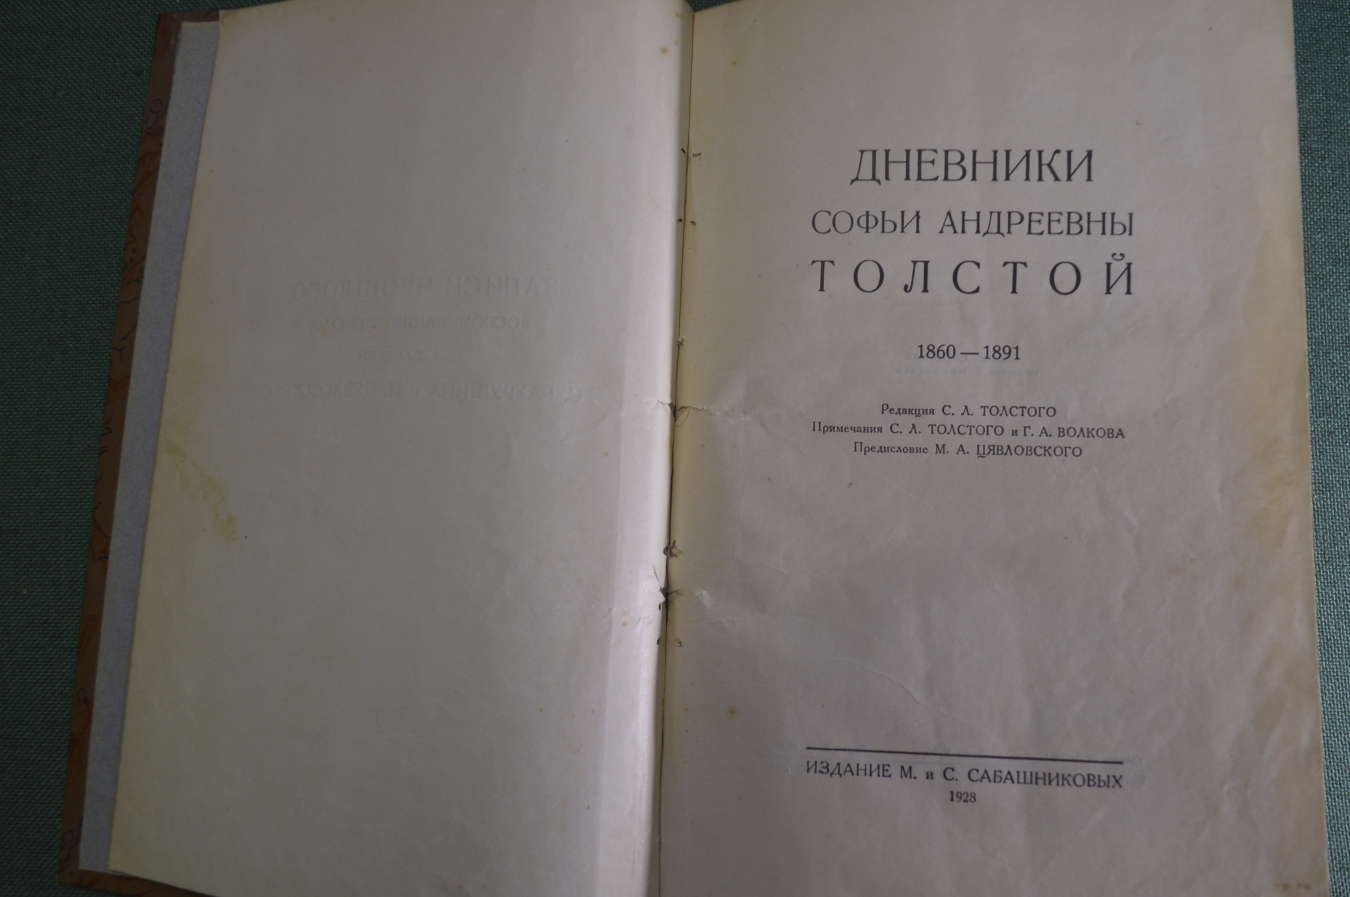 ДНЕВНИКИ
СОФЬИ АНДРЕЕВНЫ
ТОЛСТОЙ
1860—1891
Редакция С. Л. ТОЛСТОГО
Примечания С. Л. ТОЛСТОГО и Г. А. ВОЛКОВА
Предисловие М. А. ЦЯВЛОВСКОГО
ИЗДАНИЕ М. и С. САБАШНИКОВЫХ
1928